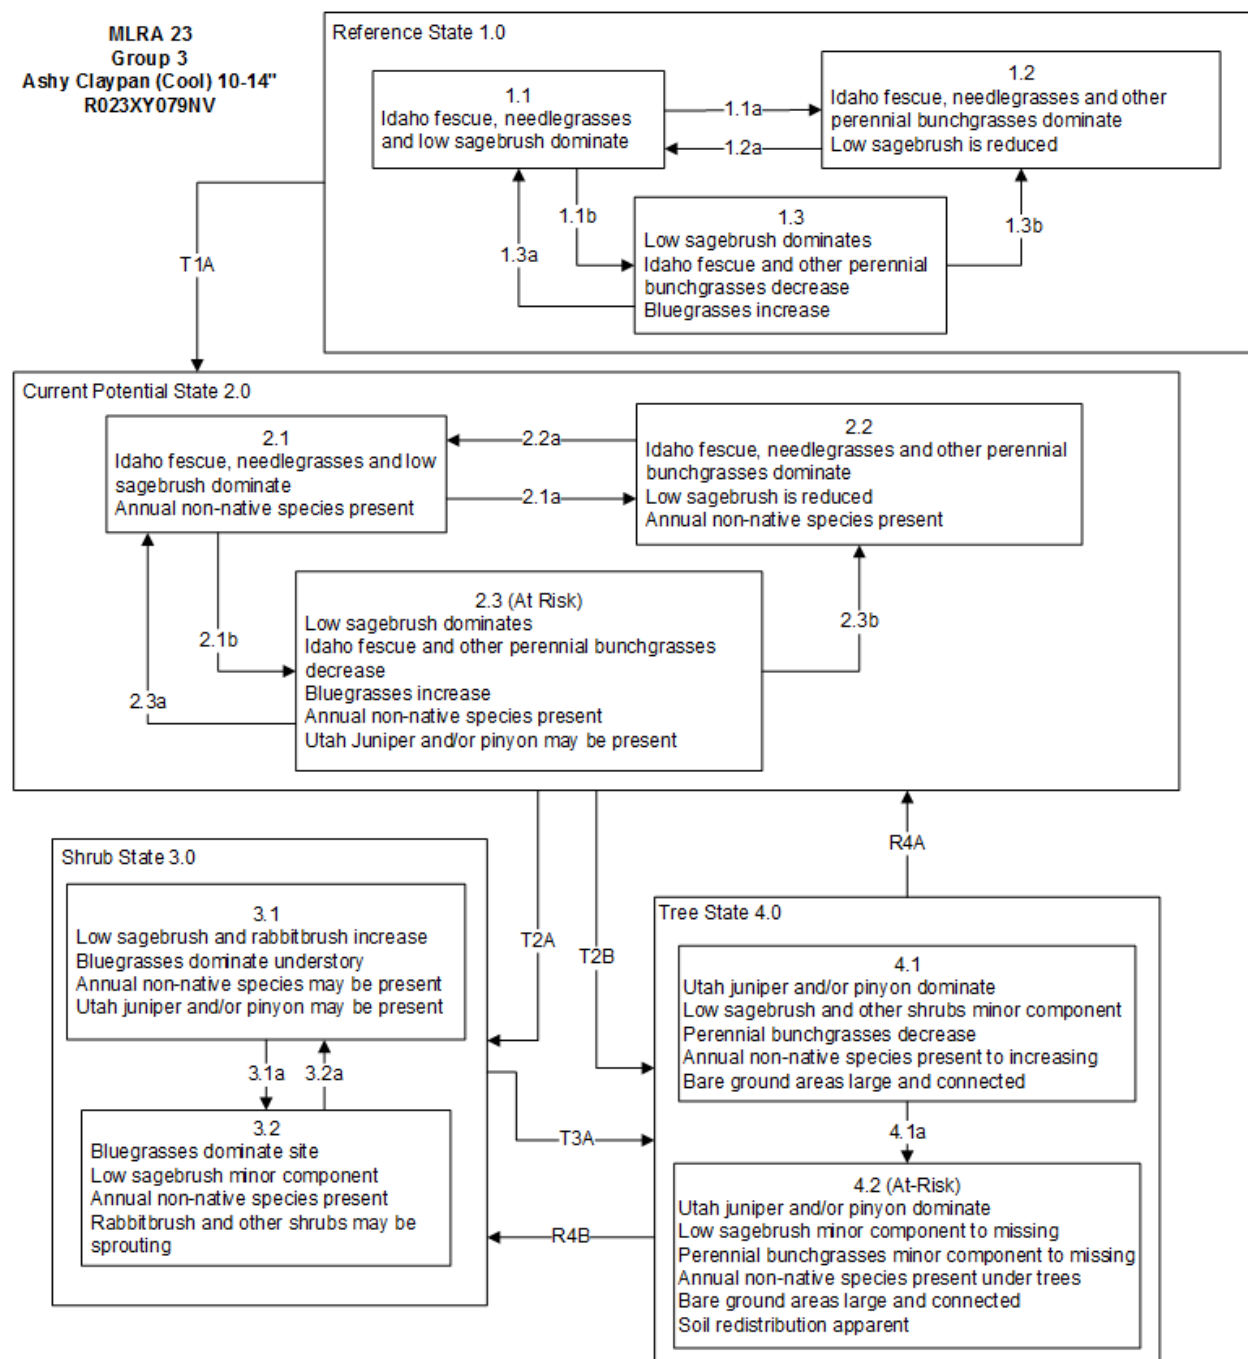 MLRA 23
Group 3
Ashy Claypan (Cool) 10-14"
R023XY079NV
Reference State 1.0
1.1
Idaho fescue, needlegrasses
and low sagebrush dominate
1.1a
1.2a
1.2
Idaho fescue, needlegrasses and other
perennial bunchgrasses dominate
Low sagebrush is reduced
1.1b
1.3a
1.3
Low sagebrush dominates
Idaho fescue and other perennial
bunchgrasses decrease
Bluegrasses increase
1.3b
T1A
Current Potential State 2.0
2.1
Idaho fescue, needlegrasses and low
sagebrush dominate
Annual non-native species present
2.2a
2.1a
2.2
Idaho fescue, needlegrasses and other perennial
bunchgrasses dominate
Low sagebrush is reduced
Annual non-native species present
2.1b
2.3a
2.3 (At Risk)
Low sagebrush dominates
Idaho fescue and other perennial bunchgrasses
decrease
Bluegrasses increase
Annual non-native species present
Utah Juniper and/or pinyon may be present
2.3b
T2A
T2B
R4A
Shrub State 3.0
3.1
Low sagebrush and rabbitbrush increase
Bluegrasses dominate understory
Annual non-native species may be present
Utah juniper and/or pinyon may be present
3.1a
3.2a
3.2
Bluegrasses dominate site
Low sagebrush minor component
Annual non-native species present
Rabbitbrush and other shrubs may be
sprouting
T3A
R4B
Tree State 4.0
4.1
Utah juniper and/or pinyon dominate
Low sagebrush and other shrubs minor component
Perennial bunchgrasses decrease
Annual non-native species present to increasing
Bare ground areas large and connected
4.1a
4.2 (At-Risk)
Utah juniper and/or pinyon dominate
Low sagebrush minor component to missing
Perennial bunchgrasses minor component to missing
Annual non-native species present under trees
Bare ground areas large and connected
Soil redistribution apparent